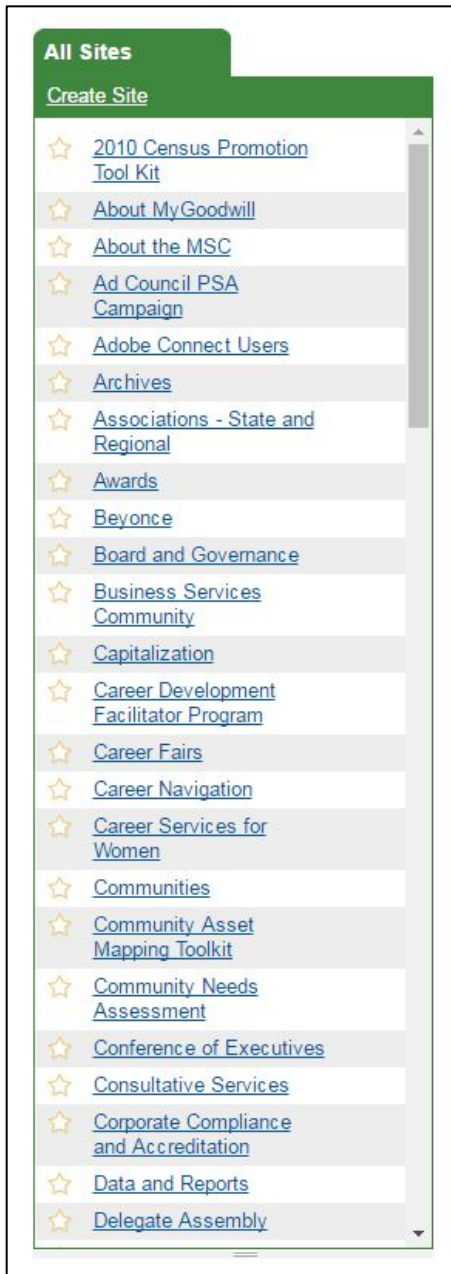 All Sites
Create Site
2010 Census Promotion
Tool Kit
About MyGoodwill
About the MSC
Ad Council PSA
Campaign
Adobe Connect Users
Archives
Associations - State and
Regional
Awards
Beyonce
Board and Governance
Business Services
Community
Capitalization
Career Development
Facilitator Program
Career Fairs
Career Navigation
Career Services for
Women
Communities
Community Asset
Mapping Toolkit
Community Needs
Assessment
Conference of Executives
Consultative Services
Corporate Compliance
and Accreditation
Data and Reports
Delegate Assembly